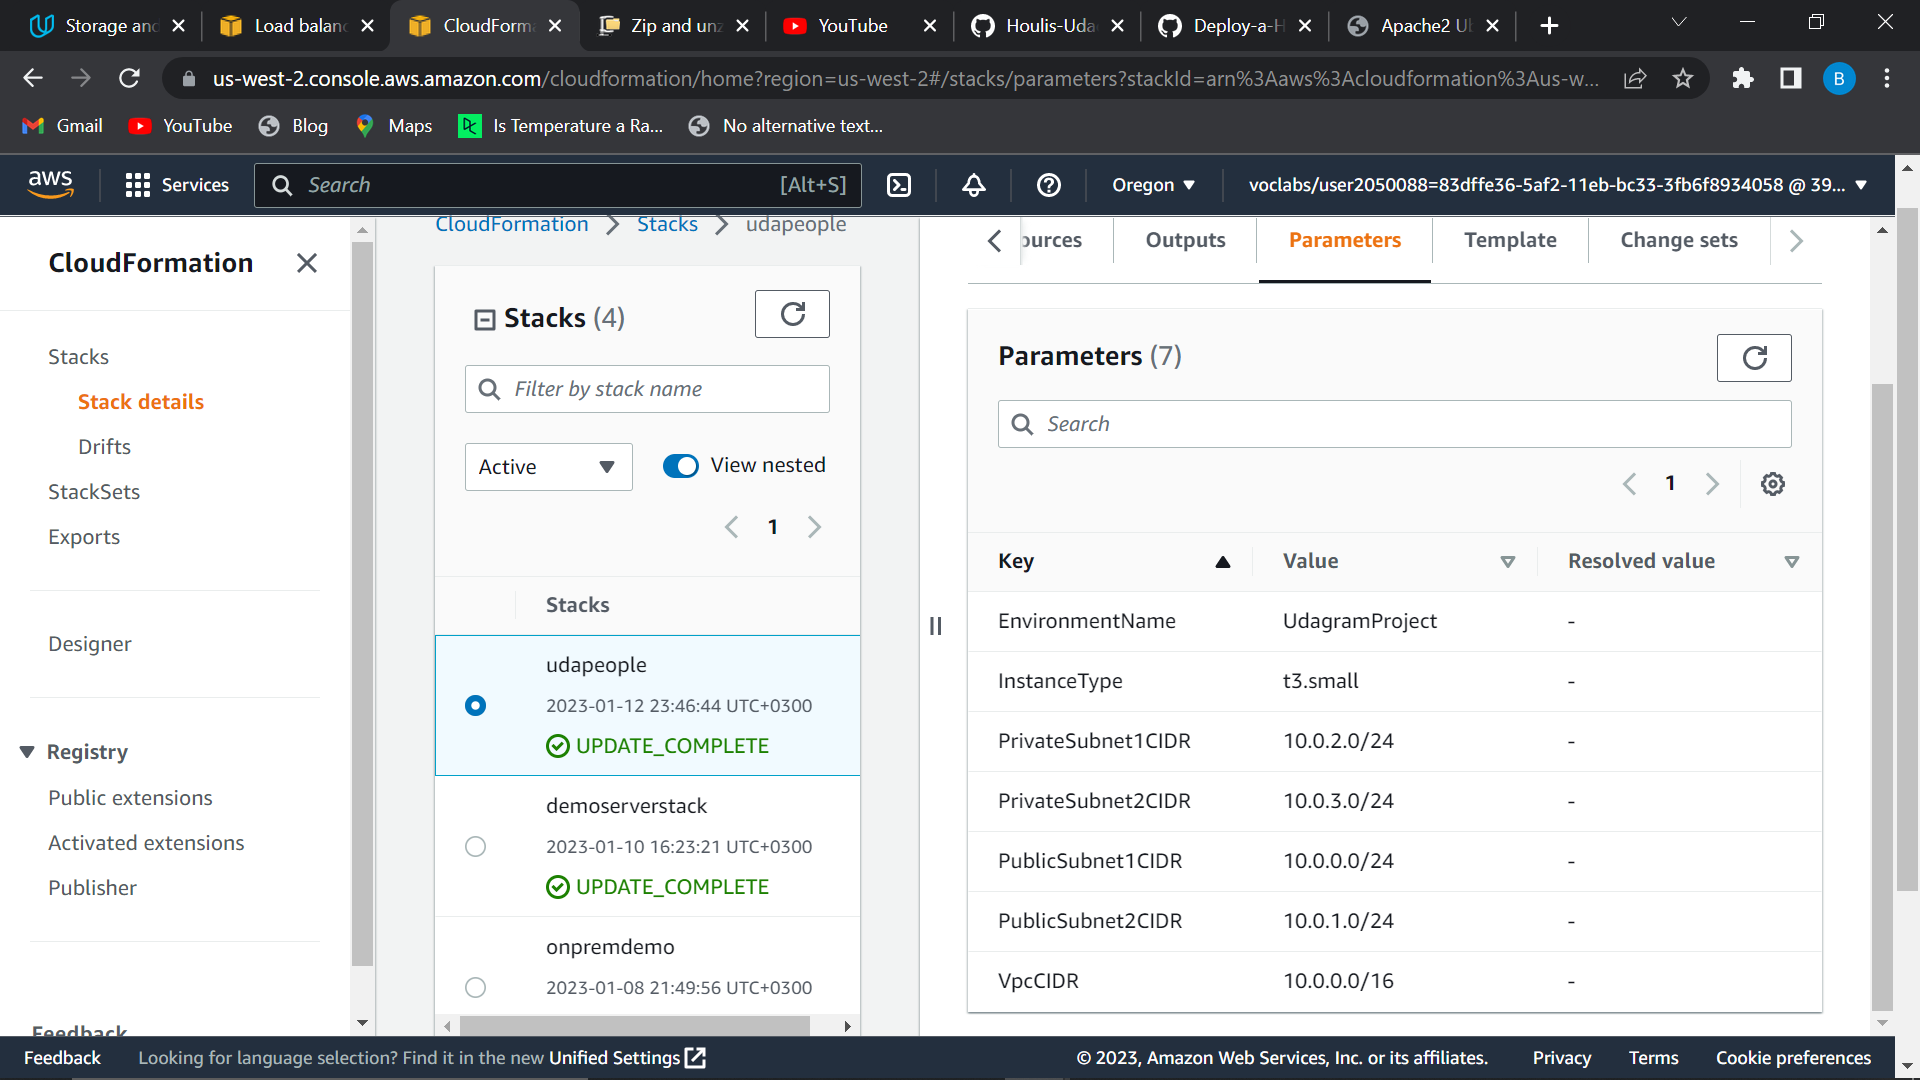 Storage and
Load balanc
CloudForm
Zip and unz
YouTube
Houlis-Uda
Deploy-a-H
Apache2 Ub
us-west-2.console.aws.amazon.com/cloudformation/home?region=us-west-2#/stacks/parameters?stackId=arn%3Aaws%3Acloudformation%3Aus-w...
B
Gmail
YouTube
Blog
Maps
Is Temperature a Ra...
No alternative text...
aws
Services
Search
[Alt+S]
Oregon
voclabs/user2050088=83dffe36-5af2-11eb-bc33-3fb6f8934058 @ 39...
CloudFormation
Stacks
Stack details
Drifts
StackSets
Exports
Designer
Registry
Public extensions
Activated extensions
Publisher
Feedback
CloudFormation
Stacks
udapeople
Stacks (4)
Filter by stack name
Active
View nested
1
Stacks
udapeople
2023-01-12 23:46:44 UTC+0300
UPDATE_COMPLETE
demoserverstack
2023-01-10 16:23:21 UTC+0300
UPDATE_COMPLETE
onpremdemo
2023-01-08 21:49:56 UTC+0300
ources
Outputs
Parameters
Template
Change sets
Parameters (7)
Search
1
Key Value Resolved value
EnvironmentName UdagramProject -
InstanceType t3.small -
PrivateSubnet1CIDR 10.0.2.0/24 -
PrivateSubnet2CIDR 10.0.3.0/24 -
PublicSubnet1CIDR 10.0.0.0/24 -
PublicSubnet2CIDR 10.0.1.0/24 -
VpcCIDR 10.0.0.0/16 -
Feedback
Looking for language selection? Find it in the new Unified Settings
© 2023, Amazon Web Services, Inc. or its affiliates.
Privacy
Terms
Cookie preferences